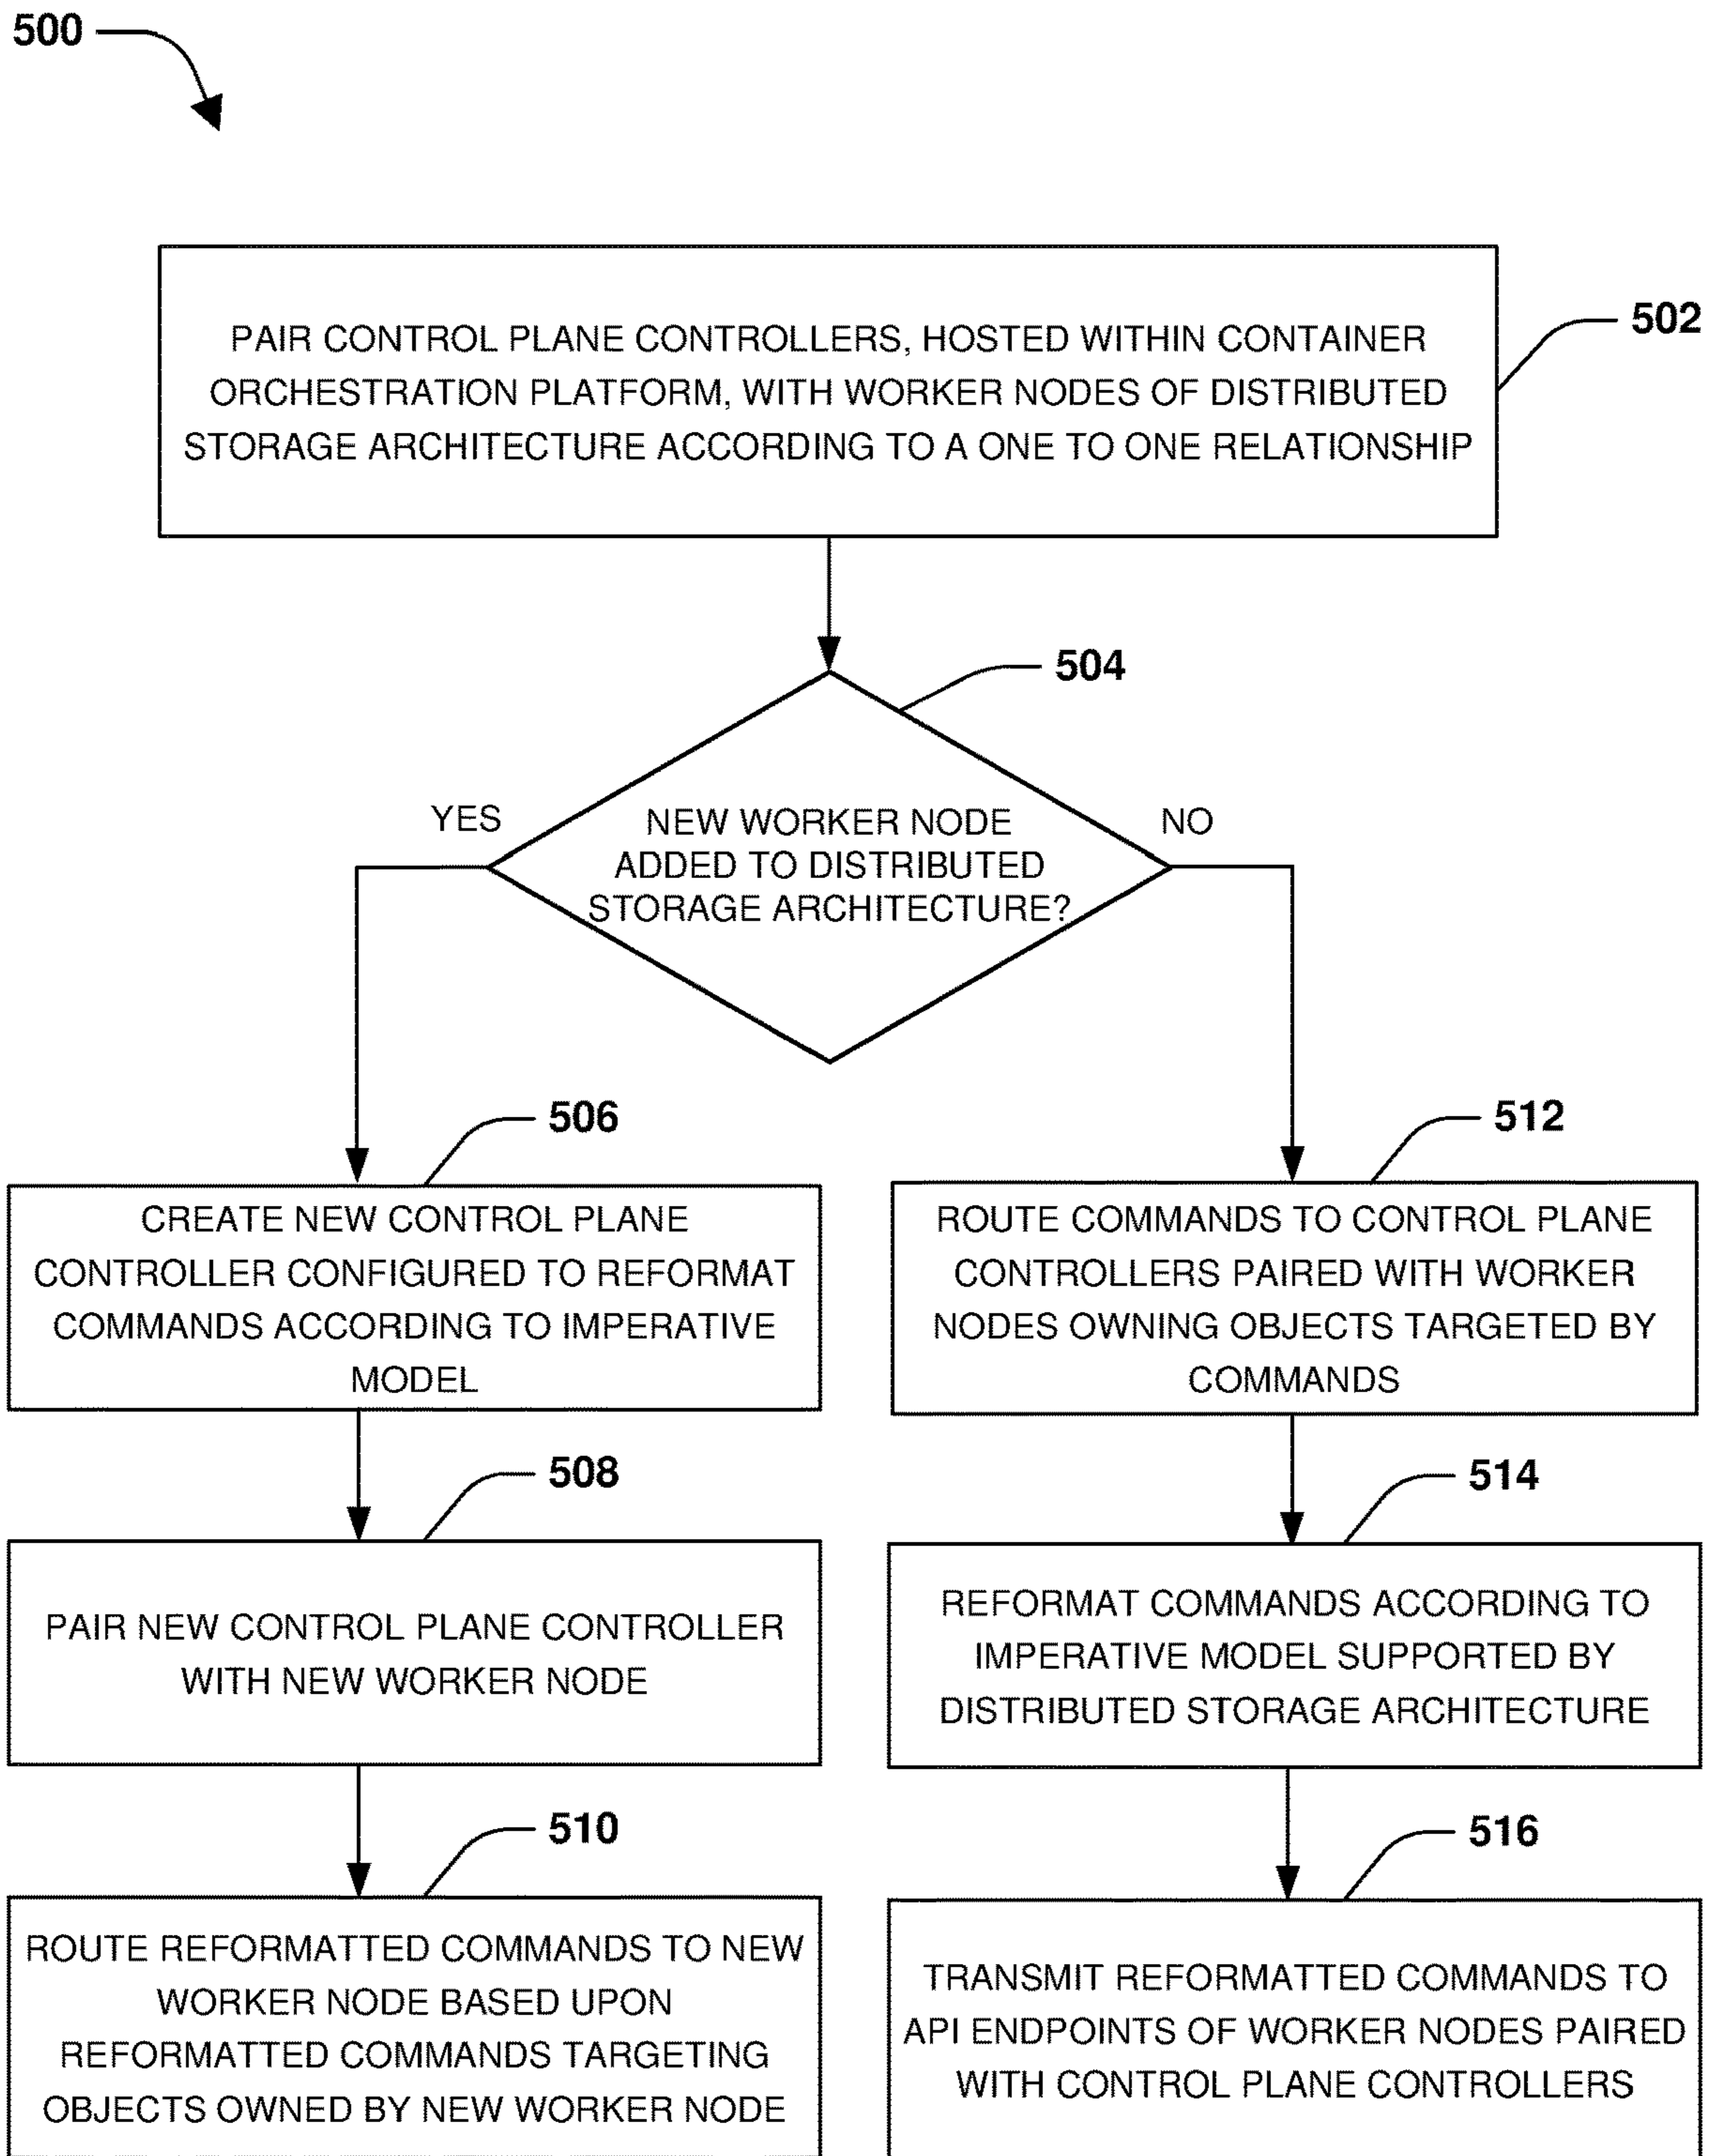 500
PAIR CONTROL PLANE CONTROLLERS, HOSTED WITHIN CONTAINER
ORCHESTRATION PLATFORM, WITH WORKER NODES OF DISTRIBUTED
STORAGE ARCHITECTURE ACCORDING TO A ONE TO ONE RELATIONSHIP
502
504
YES
NEW WORKER NODE
ADDED TO DISTRIBUTED
STORAGE ARCHITECTURE?
NO
506
CREATE NEW CONTROL PLANE
CONTROLLER CONFIGURED TO REFORMAT
COMMANDS ACCORDING TO IMPERATIVE
MODEL
508
PAIR NEW CONTROL PLANE CONTROLLER
WITH NEW WORKER NODE
510
ROUTE REFORMATTED COMMANDS TO NEW
WORKER NODE BASED UPON
REFORMATTED COMMANDS TARGETING
OBJECTS OWNED BY NEW WORKER NODE
512
ROUTE COMMANDS TO CONTROL PLANE
CONTROLLERS PAIRED WITH WORKER
NODES OWNING OBJECTS TARGETED BY
COMMANDS
514
REFORMAT COMMANDS ACCORDING TO
IMPERATIVE MODEL SUPPORTED BY
DISTRIBUTED STORAGE ARCHITECTURE
516
TRANSMIT REFORMATTED COMMANDS TO
API ENDPOINTS OF WORKER NODES PAIRED
WITH CONTROL PLANE CONTROLLERS